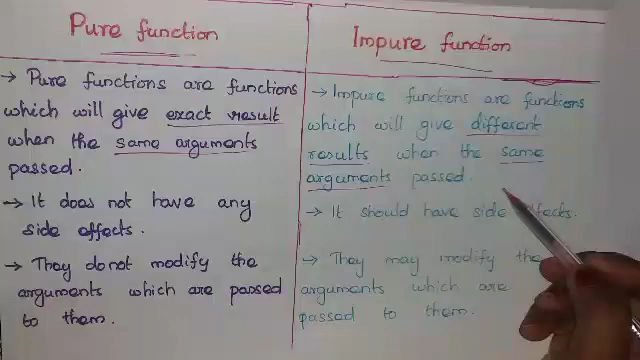 Pure function
→ Pure functions are functions
which will give exact result
when the same arguments
passed.
→ It does not have any
side effects.
→ They do not modify the
arguments which are passed
to them.
Impure function
→ Impure functions are functions
which will give different
results when the same
arguments passed.
→ It should have side effects.
→ They may modify the
arguments which are
passed to them.